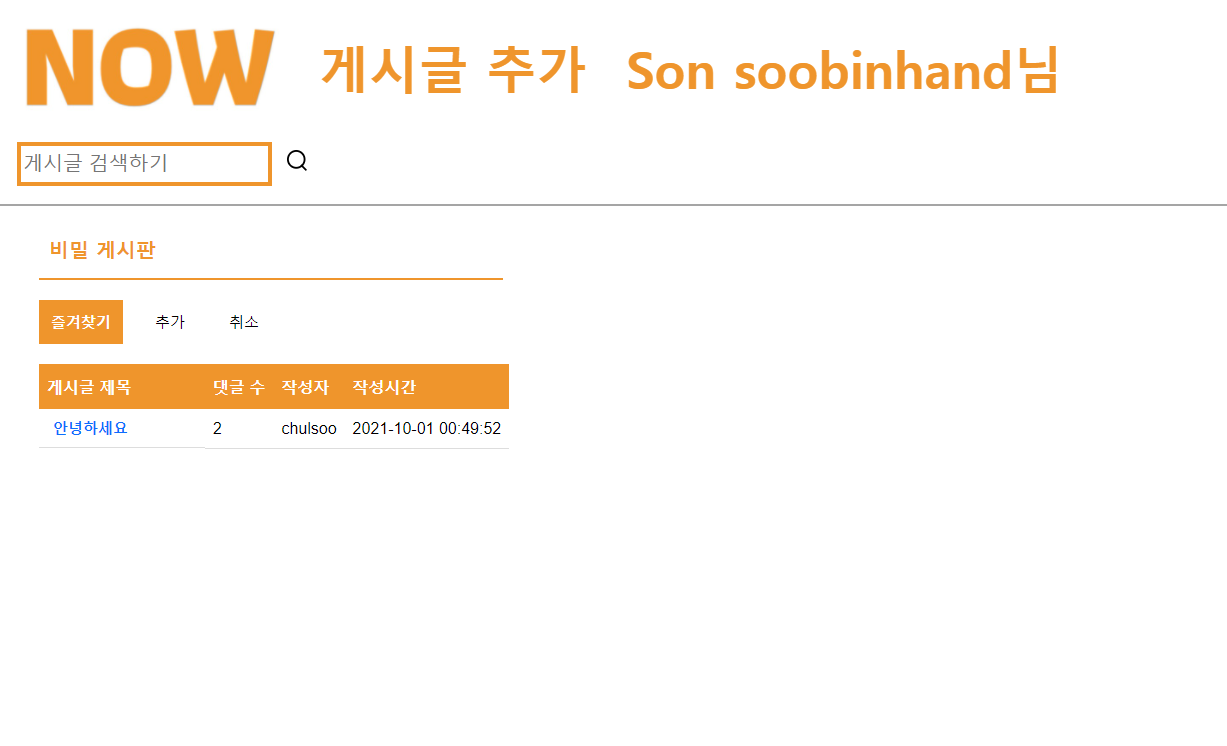 NOW 게시글 추가 Son soobinhand님
게시글 검색하기
비밀 게시판
즐겨찾기 추가 취소
게시글 제목 댓글 수 작성자 작성시간
안녕하세요 2 chulsoo 2021-10-01 00:49:52